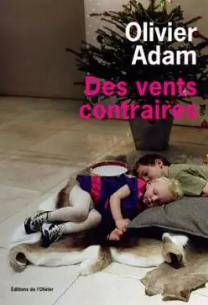 Olivier
Adam
Des vents
contraires
Éditions de l'Olivier